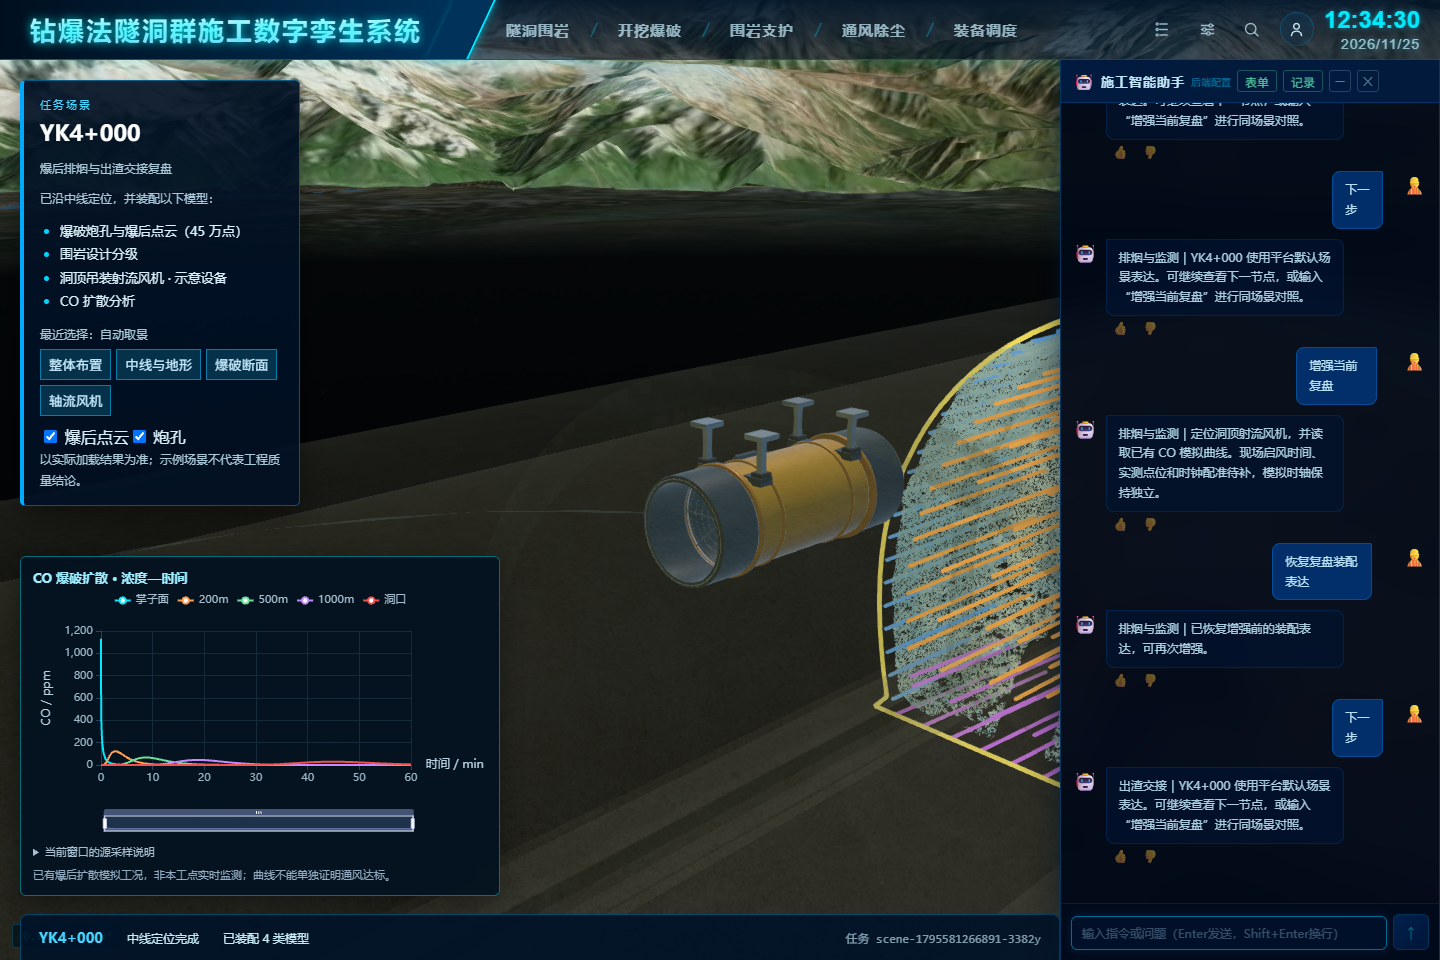 钻爆法隧洞群施工数字孪生系统
隧洞围岩 / 开挖爆破 / 围岩支护 / 通风除尘 / 装备调度
12:34:30
2026/11/25
任务场景
YK4+000
爆后排烟与出渣交接复盘
已沿中线定位，并装配以下模型：
爆破炮孔与爆后点云（45 万点）
围岩设计分级
洞顶吊装射流风机 · 示意设备
CO 扩散分析
最近选择：自动取景
整体布置 中线与地形 爆破断面
轴流风机
爆后点云 炮孔
以实际加载结果为准；示例场景不代表工程质
量结论。
CO 爆破扩散 • 浓度—时间
掌子面 200m 500m 1000m 洞口
CO / ppm
1,200
1,000
800
600
400
200
0
0 10 20 30 40 50 60
时间 / min
当前窗口的源采样说明
已有爆后扩散模拟工况，非本工点实时监测；曲线不能单独证明通风达标。
YK4+000 中线定位完成 已装配 4 类模型
任务 scene-1795581266891-3382y
施工智能助手 后端配置 表单 记录
“增强当前复盘”进行同场景对照。
下一
步
排烟与监测 | YK4+000 使用平台默认场
景表达。可继续查看下一节点，或输入
“增强当前复盘”进行同场景对照。
增强当前
复盘
排烟与监测 | 定位洞顶射流风机，并读
取已有 CO 模拟曲线。现场启风时间、
实测点位和时钟配准待补，模拟时轴保
持独立。
恢复复盘装配
表达
排烟与监测 | 已恢复增强前的装配表
达，可再次增强。
下一
步
出渣交接 | YK4+000 使用平台默认场景
表达。可继续查看下一节点，或输入
“增强当前复盘”进行同场景对照。
输入指令或问题（Enter发送，Shift+Enter换行）